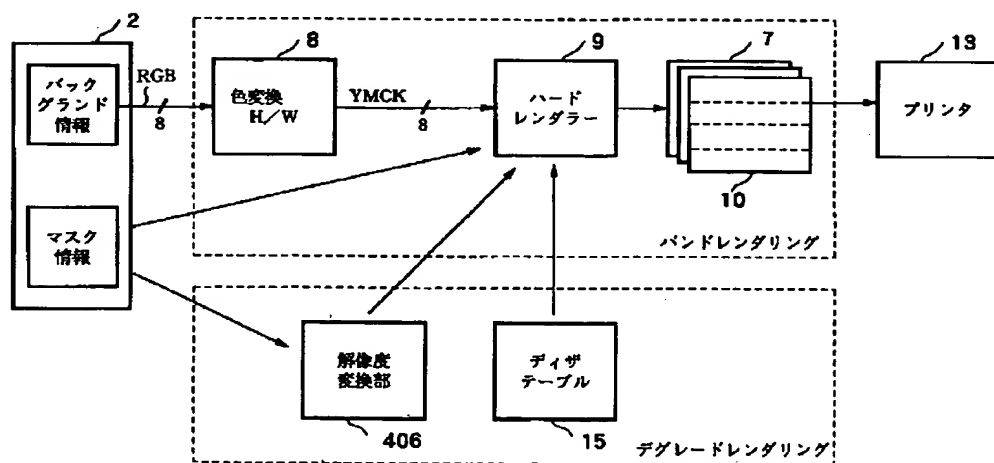 2
バック
グランド
情報
マスク
情報
RGB
8
8
色変換
H/W
YMCK
8
9
ハード
レンダラー
7
10
13
プリンタ
バンドレンダリング
解像度
変換部
406
ディザ
テーブル
15
デグレードレンダリング